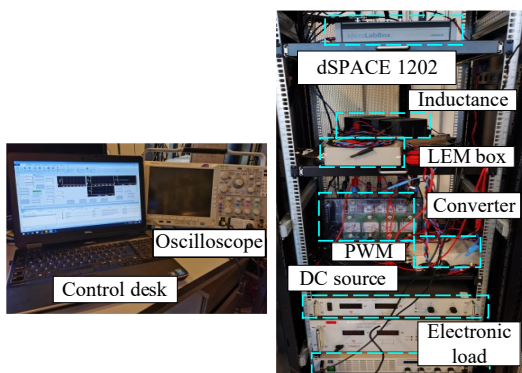 dSPACE 1202
Inductance
LEM box
Converter
Oscilloscope
PWM
Control desk
DC source
Electronic
load